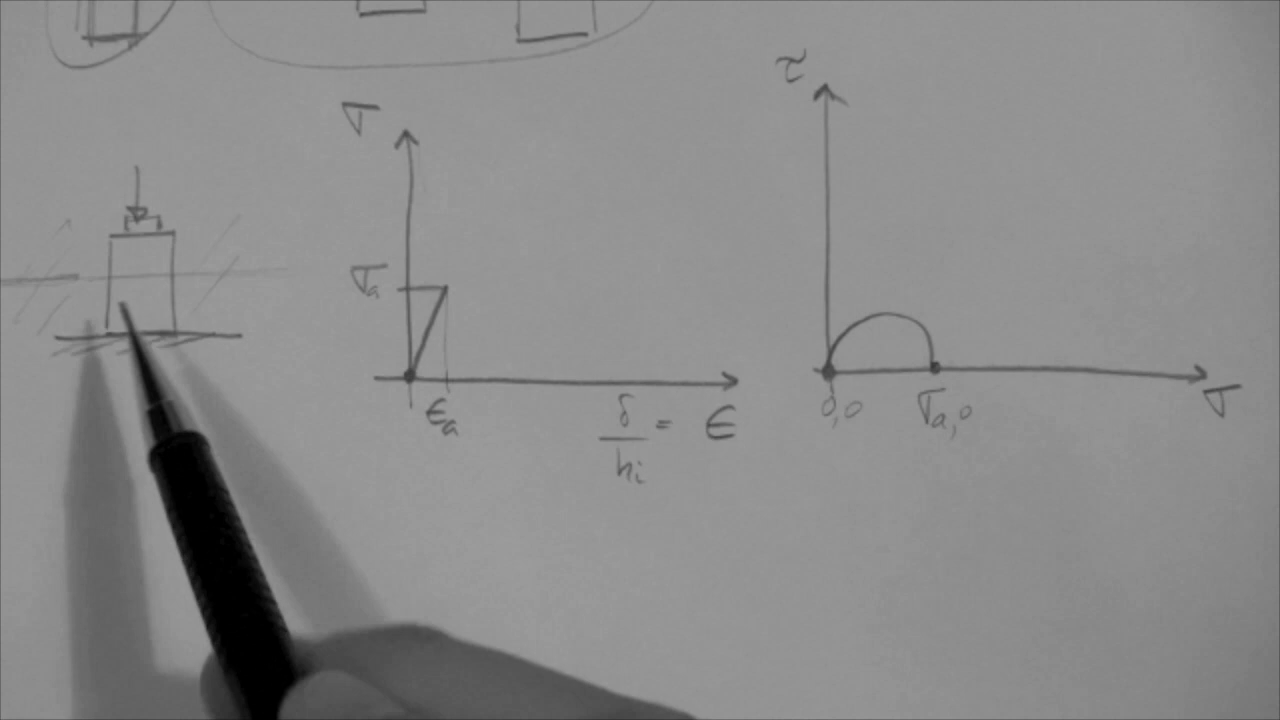 σ
σₐ
εₐ
δ/hᵢ = ε
τ
0,0
σₐ,0
σ